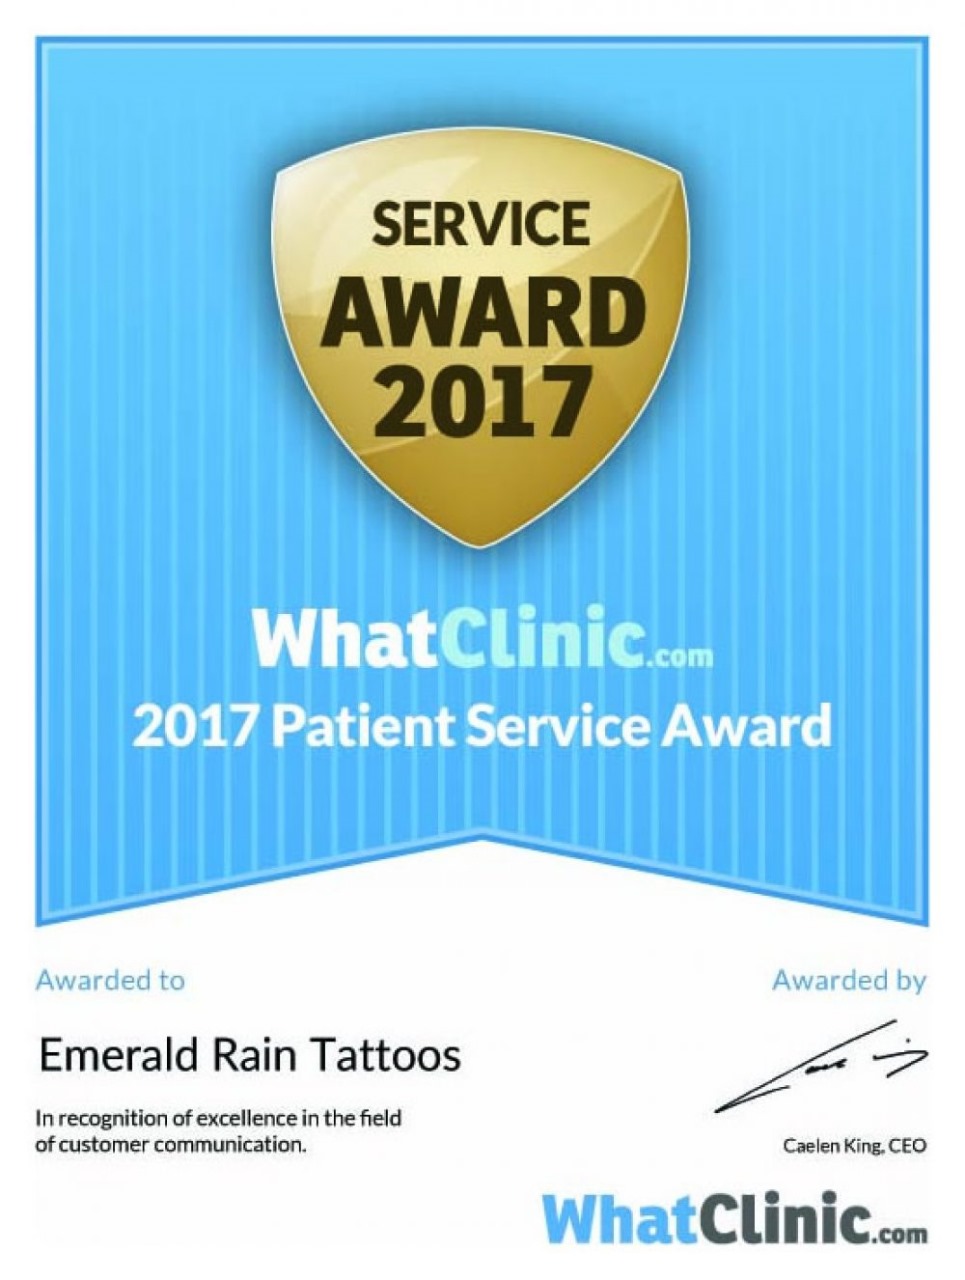 SERVICE
AWARD
2017
WhatClinic.com
2017 Patient Service Award
Awarded to
Awarded by
Emerald Rain Tattoos
In recognition of excellence in the field
of customer communication.
Caelen King, CEO
WhatClinic.com